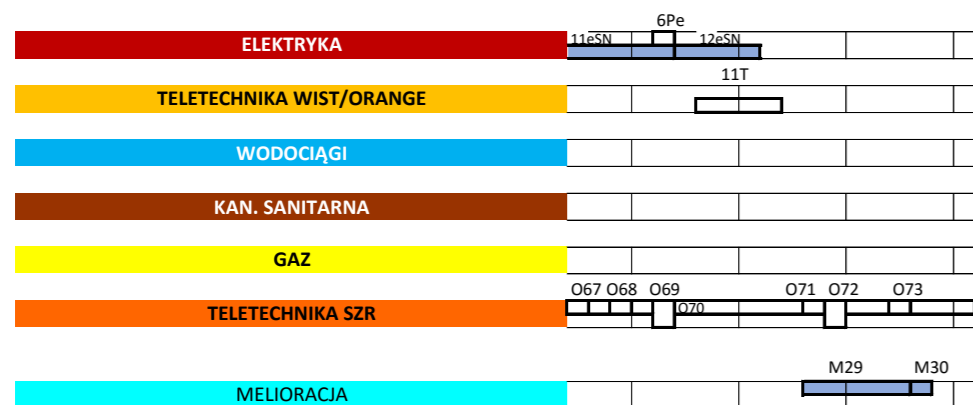 6Pe
ELEKTRYKA 11eSN 12eSN
11T
TELETECHNIKA WIST/ORANGE
WODOCIĄGI
KAN. SANITARNA
GAZ
O67 O68 O69 O71 O72 O73
TELETECHNIKA SZR O70
M29 M30
MELIORACJA